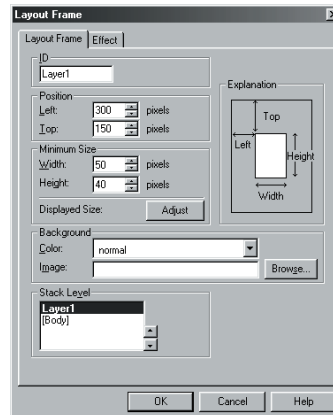 Layout Frame
Layout Frame Effect
ID
Layer1
Position
Left: 300 pixels
Top: 150 pixels
Minimum Size
Width: 50 pixels
Height: 40 pixels
Displayed Size: Adjust
Explanation
Top
Left
Height
Width
Background
Color: normal
Image: Browse...
Stack Level
Layer1
[Body]
OK Cancel Help